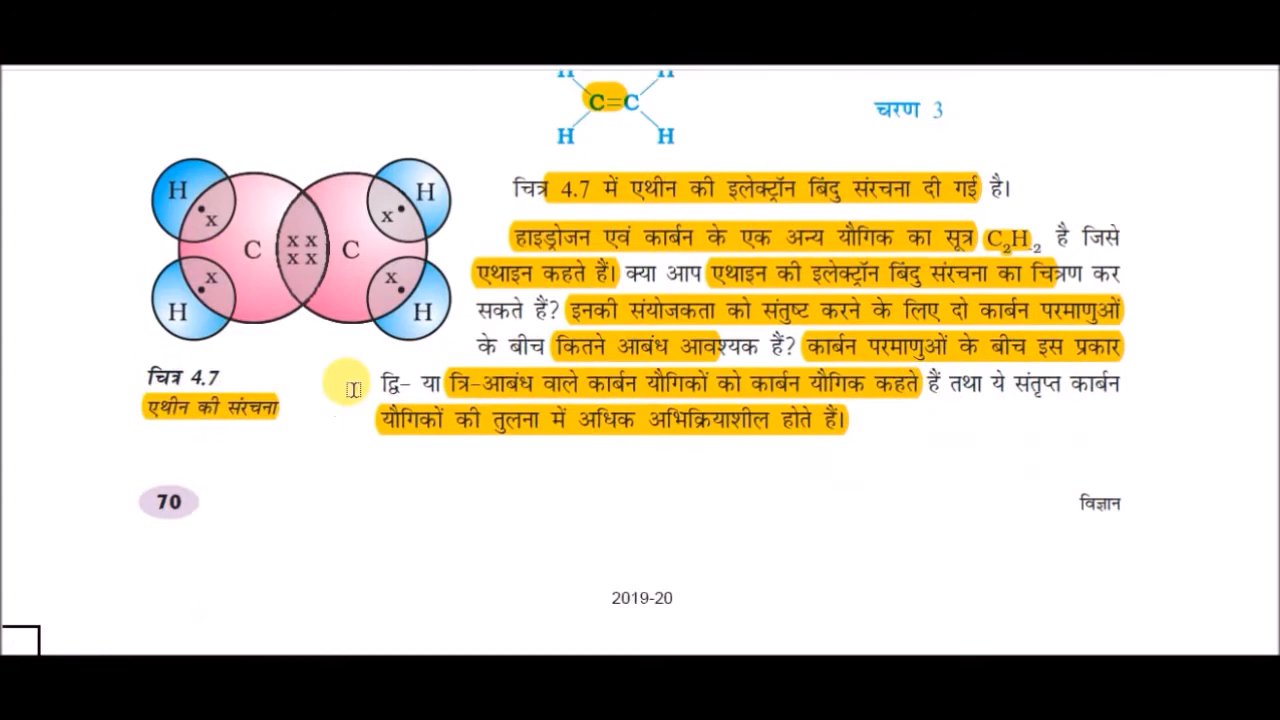 H H
C=C
H H
चरण 3
H H
x x
C x x C
x x
x x
H H
चित्र 4.7
एथीन की संरचना
चित्र 4.7 में एथीन की इलेक्ट्रॉन बिंदु संरचना दी गई है।
हाइड्रोजन एवं कार्बन के एक अन्य यौगिक का सूत्र C₂H₂ है जिसे
एथाइन कहते हैं। क्या आप एथाइन की इलेक्ट्रॉन बिंदु संरचना का चित्रण कर
सकते हैं? इनकी संयोजकता को संतुष्ट करने के लिए दो कार्बन परमाणुओं
के बीच कितने आबंध आवश्यक हैं? कार्बन परमाणुओं के बीच इस प्रकार
द्वि- या त्रि-आबंध वाले कार्बन यौगिकों को कार्बन यौगिक कहते हैं तथा ये संतृप्त कार्बन
यौगिकों की तुलना में अधिक अभिक्रियाशील होते हैं।
70
विज्ञान
2019-20